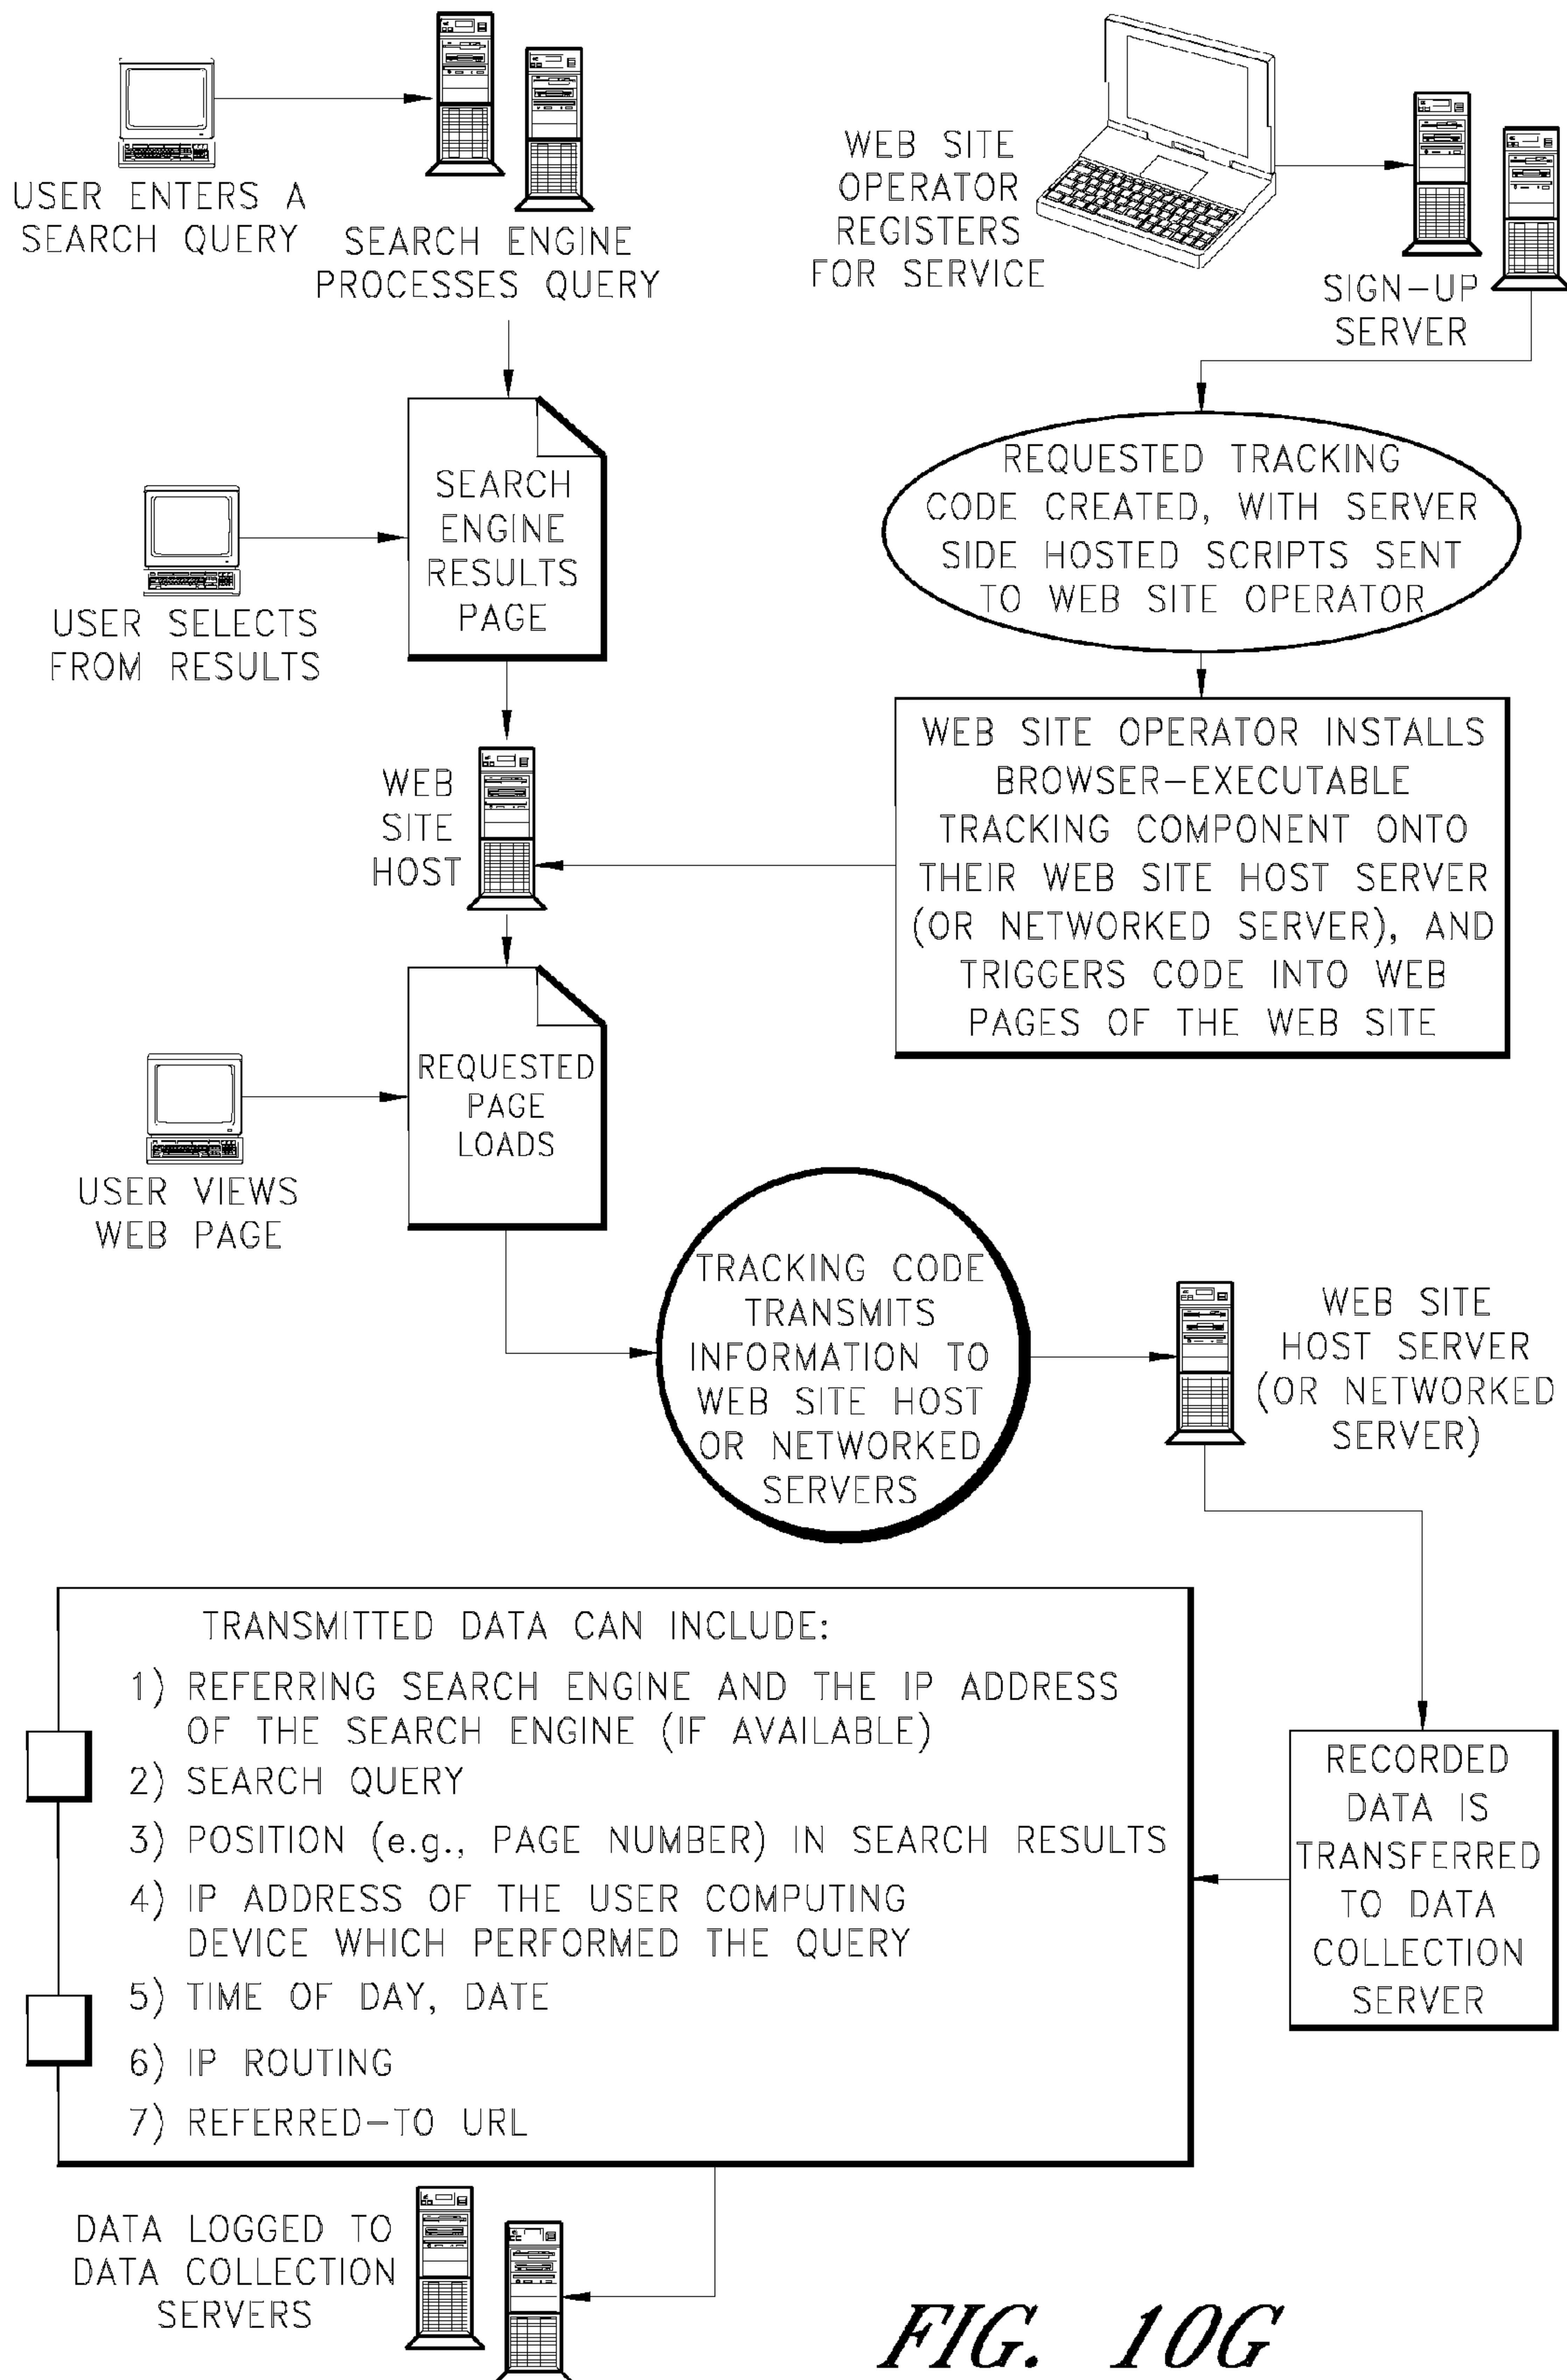 USER ENTERS A
SEARCH QUERY
SEARCH ENGINE
PROCESSES QUERY
WEB SITE
OPERATOR
REGISTERS
FOR SERVICE
SIGN-UP
SERVER
SEARCH
ENGINE
RESULTS
PAGE
USER SELECTS
FROM RESULTS
REQUESTED TRACKING
CODE CREATED, WITH SERVER
SIDE HOSTED SCRIPTS SENT
TO WEB SITE OPERATOR
WEB
SITE
HOST
WEB SITE OPERATOR INSTALLS
BROWSER-EXECUTABLE
TRACKING COMPONENT ONTO
THEIR WEB SITE HOST SERVER
(OR NETWORKED SERVER), AND
TRIGGERS CODE INTO WEB
PAGES OF THE WEB SITE
REQUESTED
PAGE
LOADS
USER VIEWS
WEB PAGE
TRACKING CODE
TRANSMITS
INFORMATION TO
WEB SITE HOST
OR NETWORKED
SERVERS
WEB SITE
HOST SERVER
(OR NETWORKED
SERVER)
TRANSMITTED DATA CAN INCLUDE:
1) REFERRING SEARCH ENGINE AND THE IP ADDRESS
OF THE SEARCH ENGINE (IF AVAILABLE)
2) SEARCH QUERY
3) POSITION (e.g., PAGE NUMBER) IN SEARCH RESULTS
4) IP ADDRESS OF THE USER COMPUTING
DEVICE WHICH PERFORMED THE QUERY
5) TIME OF DAY, DATE
6) IP ROUTING
7) REFERRED-TO URL
RECORDED
DATA IS
TRANSFERRED
TO DATA
COLLECTION
SERVER
DATA LOGGED TO
DATA COLLECTION
SERVERS
FIG. 10G